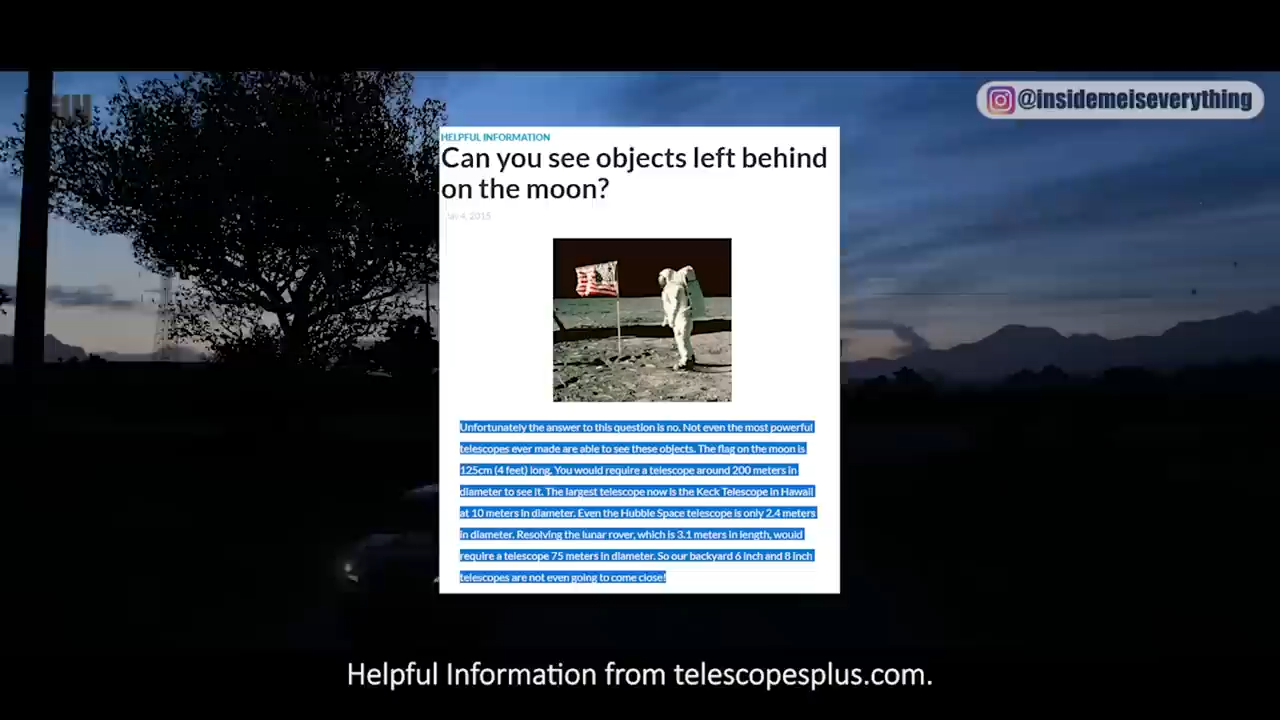 @insidemeiseverything
HELPFUL INFORMATION
Can you see objects left behind
on the moon?
4, 2015
Unfortunately the answer to this question is no. Not even the most powerful
telescopes ever made are able to see these objects. The flag on the moon is
125cm (4 feet) long. You would require a telescope around 200 meters in
diameter to see it. The largest telescope now is the Keck Telescope in Hawaii
at 10 meters in diameter. Even the Hubble Space telescope is only 2.4 meters
in diameter. Resolving the lunar rover, which is 3.1 meters in length, would
require a telescope 75 meters in diameter. So our backyard 6 inch and 8 inch
telescopes are not even going to come close!
Helpful Information from telescopesplus.com.